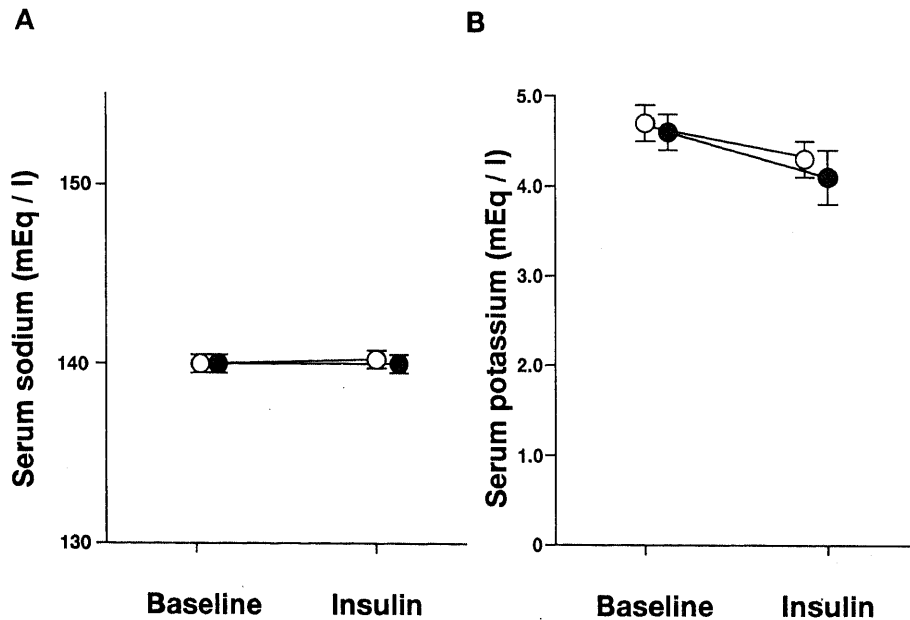 A
Serum sodium (mEq / l)
150
140
130
Baseline Insulin
B
Serum potassium (mEq / l)
5.0
4.0
3.0
2.0
1.0
0
Baseline Insulin